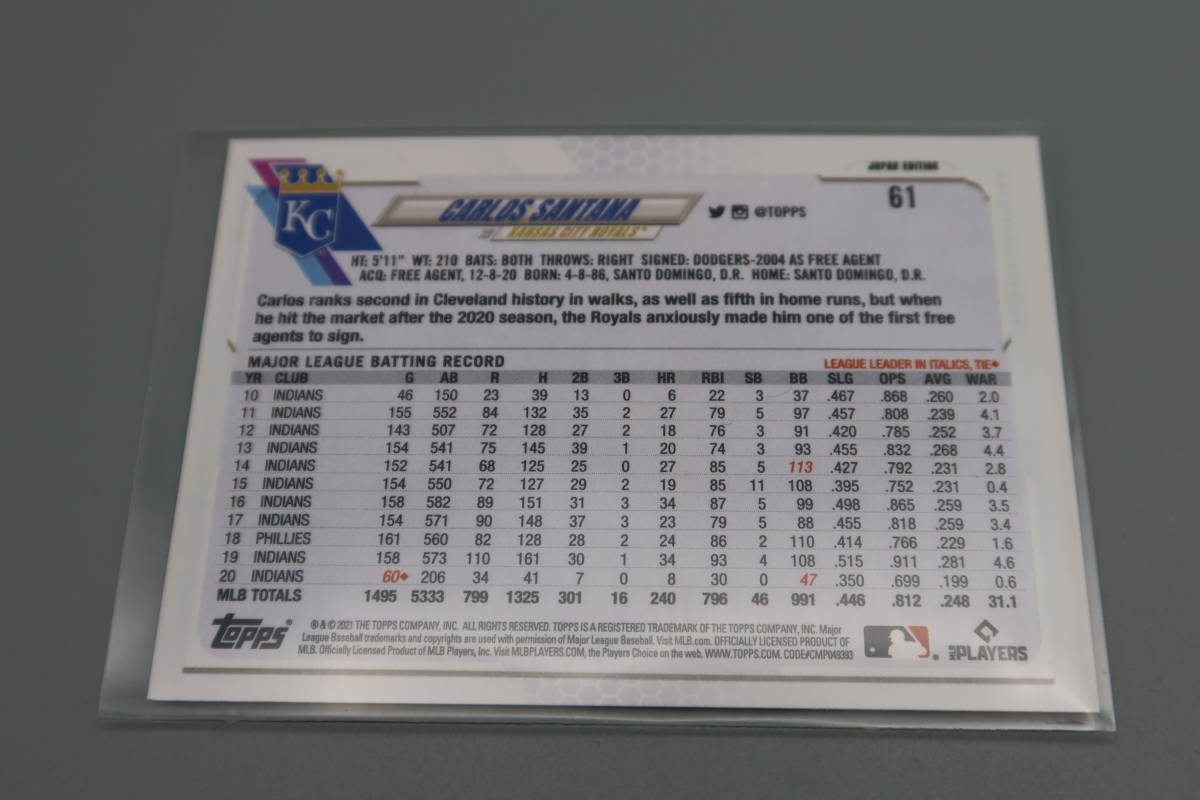 JAPAN EDITION
61
KC
CARLOS SANTANA
@TOPPS
KANSAS CITY ROYALS™
HT: 5'11" WT: 210 BATS: BOTH THROWS: RIGHT SIGNED: DODGERS-2004 AS FREE AGENT
ACQ: FREE AGENT, 12-8-20 BORN: 4-8-86, SANTO DOMINGO, D.R. HOME: SANTO DOMINGO, D.R.
Carlos ranks second in Cleveland history in walks, as well as fifth in home runs, but when
he hit the market after the 2020 season, the Royals anxiously made him one of the first free
agents to sign.
MAJOR LEAGUE BATTING RECORD LEAGUE LEADER IN ITALICS, TIE♦
YR CLUB G AB R H 2B 3B HR RBI SB BB SLG OPS AVG WAR
10 INDIANS 46 150 23 39 13 0 6 22 3 37 .467 .868 .260 2.0
11 INDIANS 155 552 84 132 35 2 27 79 5 97 .457 .808 .239 4.1
12 INDIANS 143 507 72 128 27 2 18 76 3 91 .420 .785 .252 3.7
13 INDIANS 154 541 75 145 39 1 20 74 3 93 .455 .832 .268 4.4
14 INDIANS 152 541 68 125 25 0 27 85 5 113 .427 .792 .231 2.8
15 INDIANS 154 550 72 127 29 2 19 85 11 108 .395 .752 .231 0.4
16 INDIANS 158 582 89 151 31 3 34 87 5 99 .498 .865 .259 3.5
17 INDIANS 154 571 90 148 37 3 23 79 5 88 .455 .818 .259 3.4
18 PHILLIES 161 560 82 128 28 2 24 86 2 110 .414 .766 .229 1.6
19 INDIANS 158 573 110 161 30 1 34 93 4 108 .515 .911 .281 4.6
20 INDIANS 60♦ 206 34 41 7 0 8 30 0 47 .350 .699 .199 0.6
MLB TOTALS 1495 5333 799 1325 301 16 240 796 46 991 .446 .812 .248 31.1
topps®
® & © 2021 THE TOPPS COMPANY, INC. ALL RIGHTS RESERVED. TOPPS IS A REGISTERED TRADEMARK OF THE TOPPS COMPANY, INC. Major
League Baseball trademarks and copyrights are used with permission of Major League Baseball. Visit MLB.com. OFFICIALLY LICENSED PRODUCT OF
MLB. Officially Licensed Product of MLB Players, Inc. Visit MLBPLAYERS.COM, the Players Choice on the web. WWW.TOPPS.COM. CODE#CMP049393
MLB PLAYERS